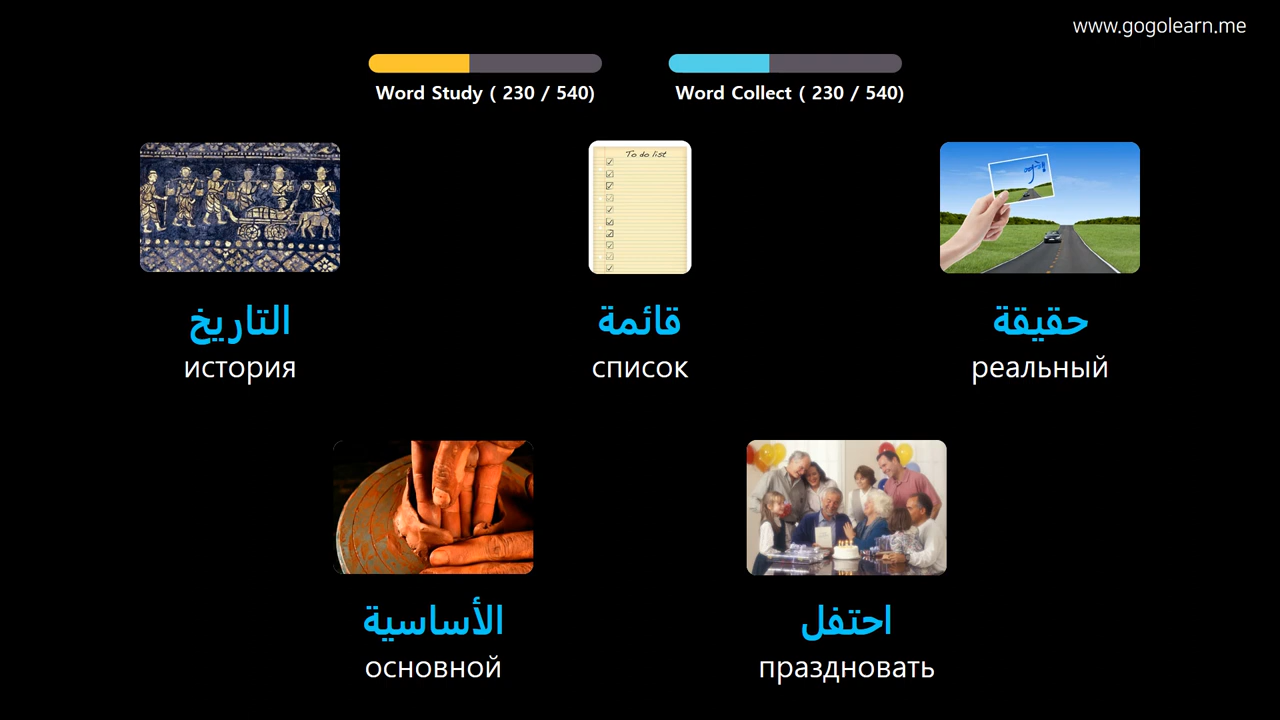 www.gogolearn.me
Word Study ( 230 / 540)
Word Collect ( 230 / 540)
To do list
التاريخ
история
قائمة
список
حقيقة
реальный
الأساسية
основной
احتفل
праздновать